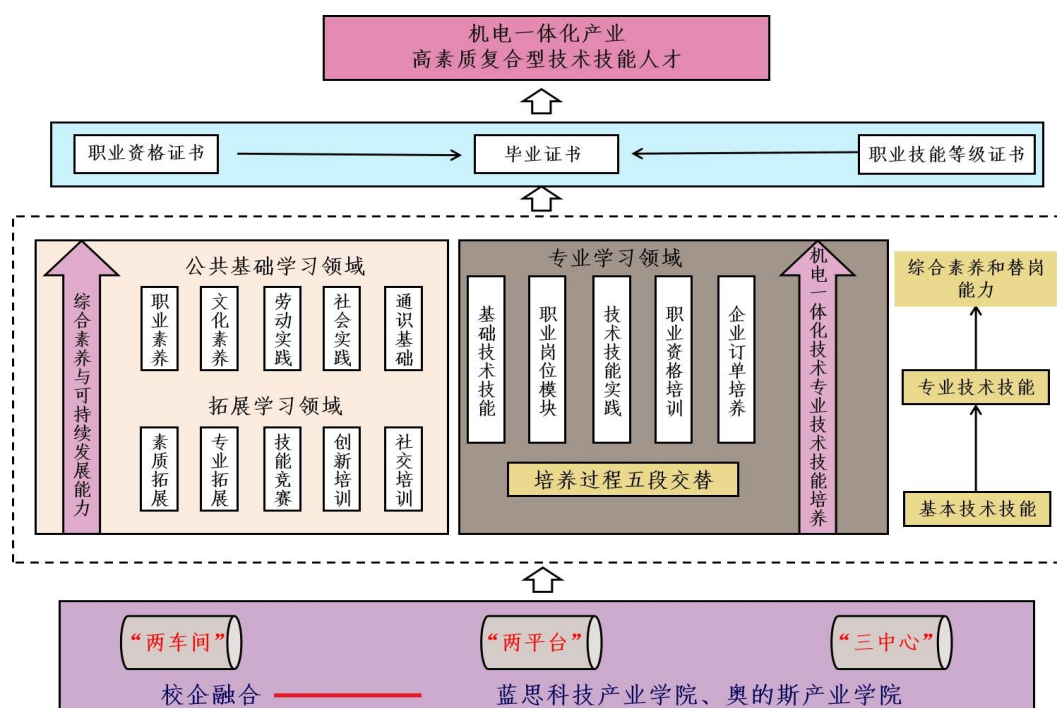 机电一体化产业
高素质复合型技术技能人才
职业资格证书
毕业证书
职业技能等级证书
综合素养与可持续发展能力
公共基础学习领域
职业素养
文化素养
劳动实践
社会实践
通识基础
拓展学习领域
素质拓展
专业拓展
技能竞赛
创新培训
社交培训
专业学习领域
基础技术技能
职业岗位模块
技术技能实践
职业资格培训
企业订单培养
培养过程五段交替
机电一体化技术专业技术技能培养
综合素养和替岗
能力
专业技术技能
基本技术技能
“两车间”
“两平台”
“三中心”
校企融合
蓝思科技产业学院、奥的斯产业学院